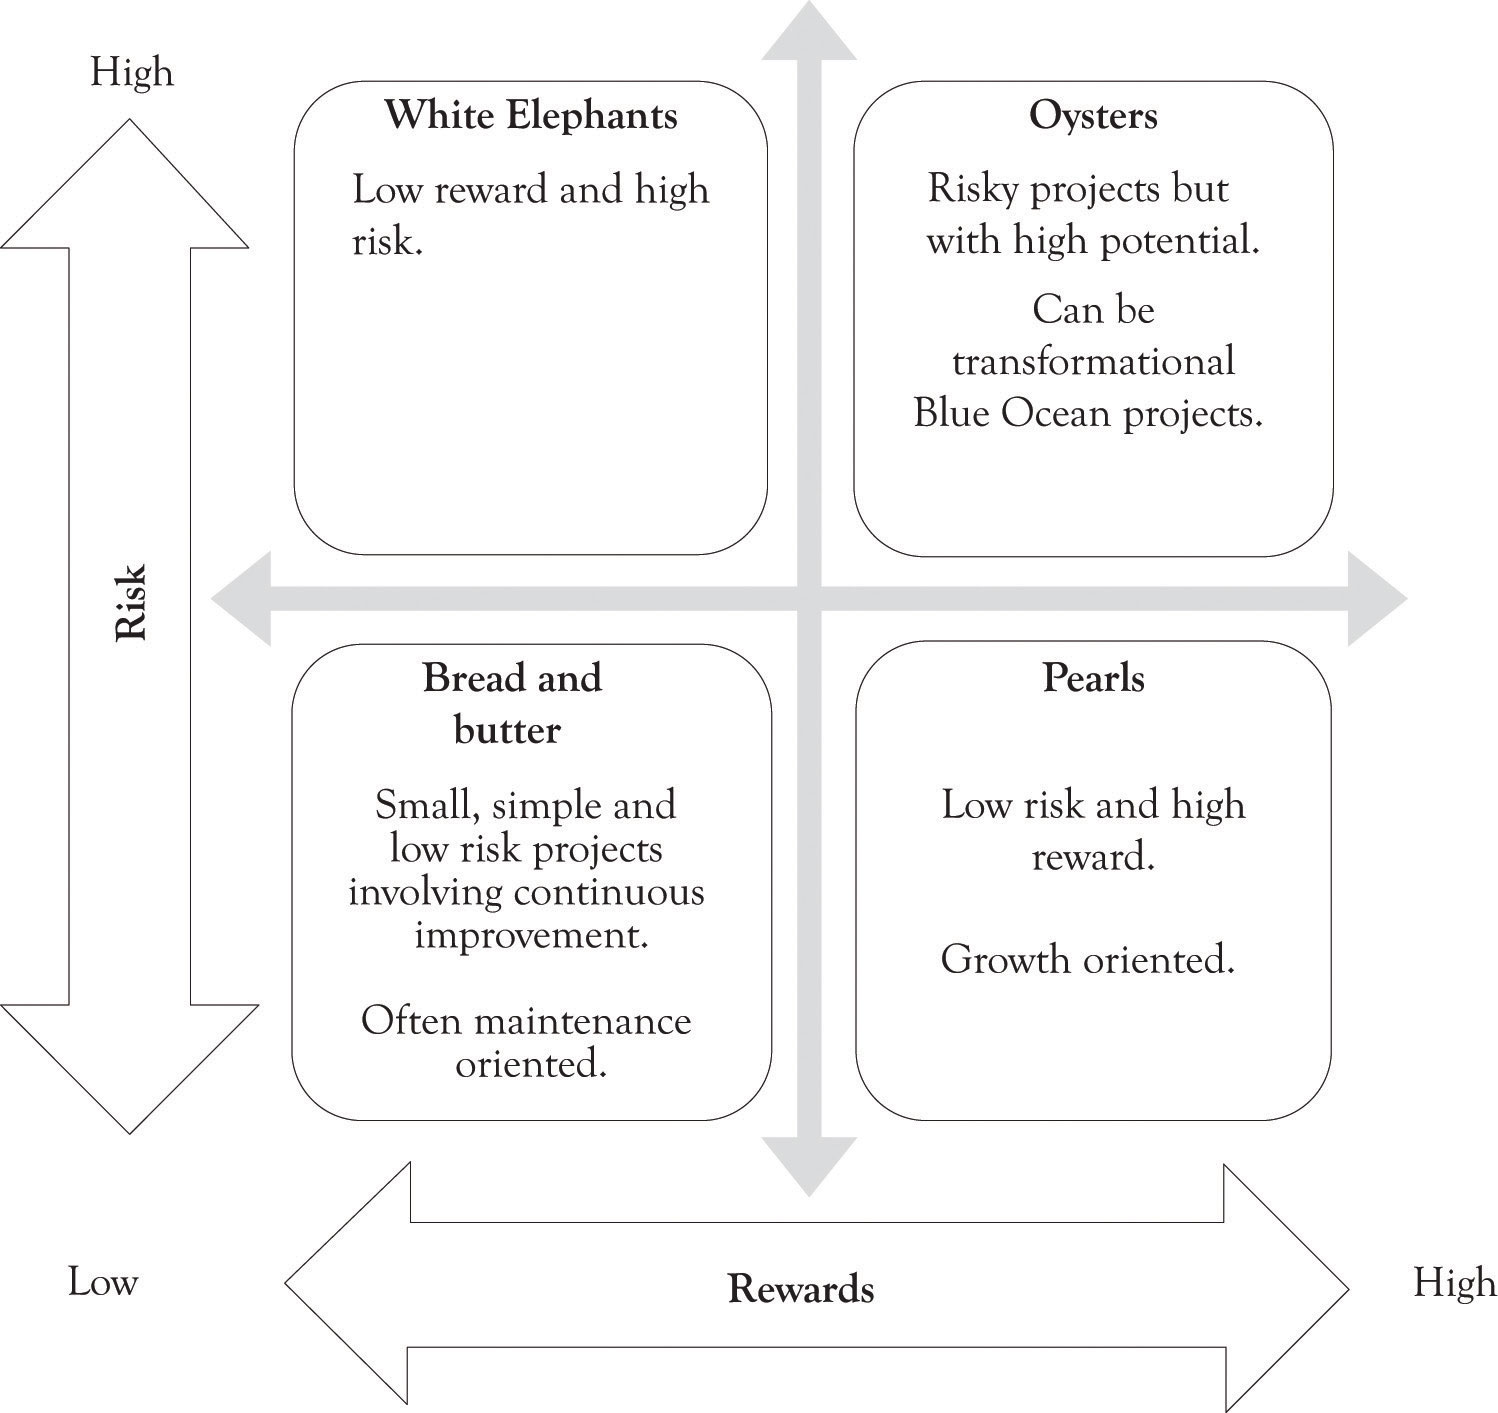 High
White Elephants
Low reward and high
risk.
Oysters
Risky projects but
with high potential.
Can be
transformational
Blue Ocean projects.
Risk
Bread and
butter
Small, simple and
low risk projects
involving continuous
improvement.
Often maintenance
oriented.
Pearls
Low risk and high
reward.
Growth oriented.
Low
Rewards
High